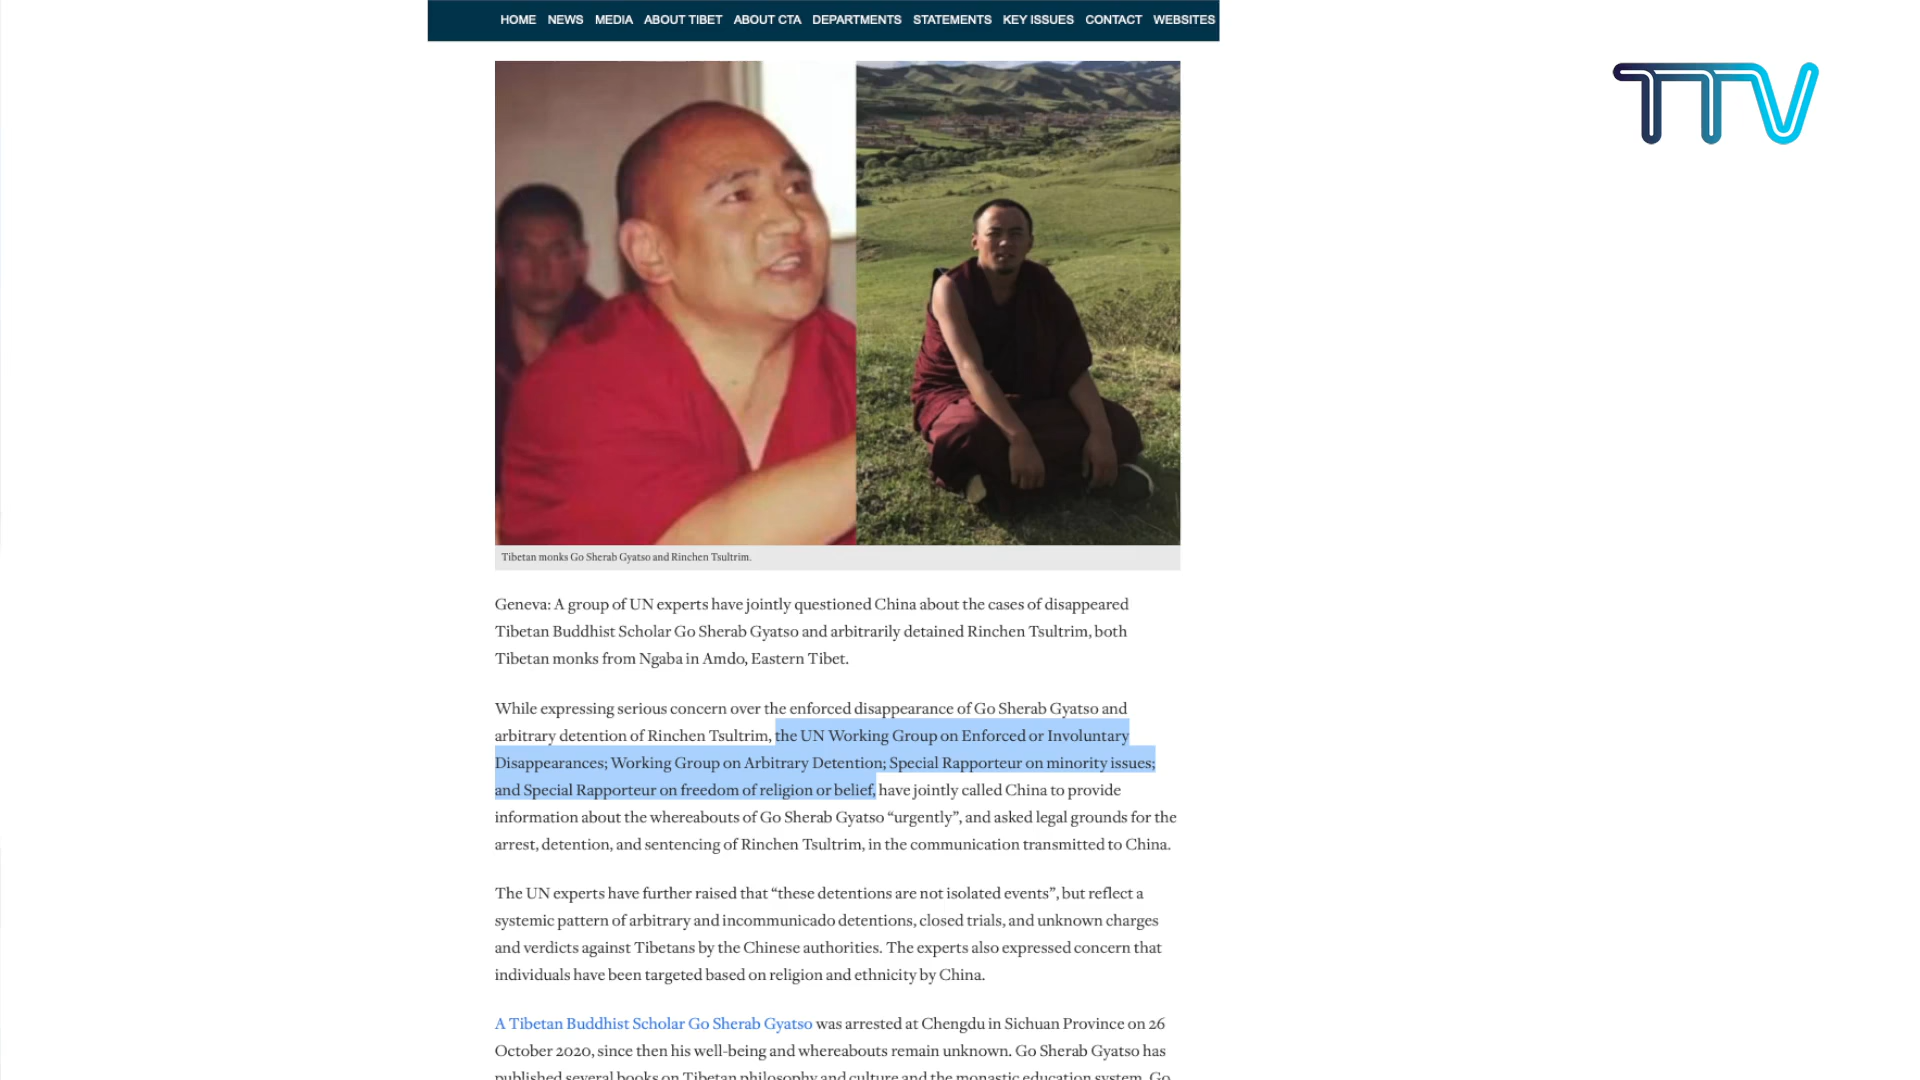 HOME NEWS MEDIA ABOUT TIBET ABOUT CTA DEPARTMENTS STATEMENTS KEY ISSUES CONTACT WEBSITES
TTV
Tibetan monks Go Sherab Gyatso and Rinchen Tsultrim.
Geneva: A group of UN experts have jointly questioned China about the cases of disappeared
Tibetan Buddhist Scholar Go Sherab Gyatso and arbitrarily detained Rinchen Tsultrim, both
Tibetan monks from Ngaba in Amdo, Eastern Tibet.
While expressing serious concern over the enforced disappearance of Go Sherab Gyatso and
arbitrary detention of Rinchen Tsultrim, the UN Working Group on Enforced or Involuntary
Disappearances; Working Group on Arbitrary Detention; Special Rapporteur on minority issues;
and Special Rapporteur on freedom of religion or belief, have jointly called China to provide
information about the whereabouts of Go Sherab Gyatso “urgently”, and asked legal grounds for the
arrest, detention, and sentencing of Rinchen Tsultrim, in the communication transmitted to China.
The UN experts have further raised that “these detentions are not isolated events”, but reflect a
systemic pattern of arbitrary and incommunicado detentions, closed trials, and unknown charges
and verdicts against Tibetans by the Chinese authorities. The experts also expressed concern that
individuals have been targeted based on religion and ethnicity by China.
A Tibetan Buddhist Scholar Go Sherab Gyatso was arrested at Chengdu in Sichuan Province on 26
October 2020, since then his well-being and whereabouts remain unknown. Go Sherab Gyatso has
published several books on Tibetan philosophy and culture and the monastic education system. Go